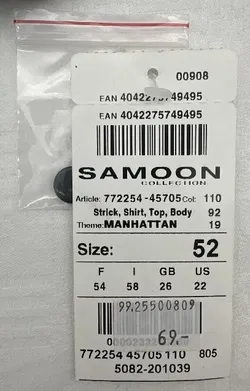 00908
EAN 4042275749495
EAN 4042275749495
SAMOON
COLLECTION
Article: 772254-45705 Col: 110
Strick, Shirt, Top, Body 92
Theme: MANHATTAN 19
Size: 52
F I GB US
54 58 26 22
99,25500809
69.-
772254 45705 110 805
5082-201039